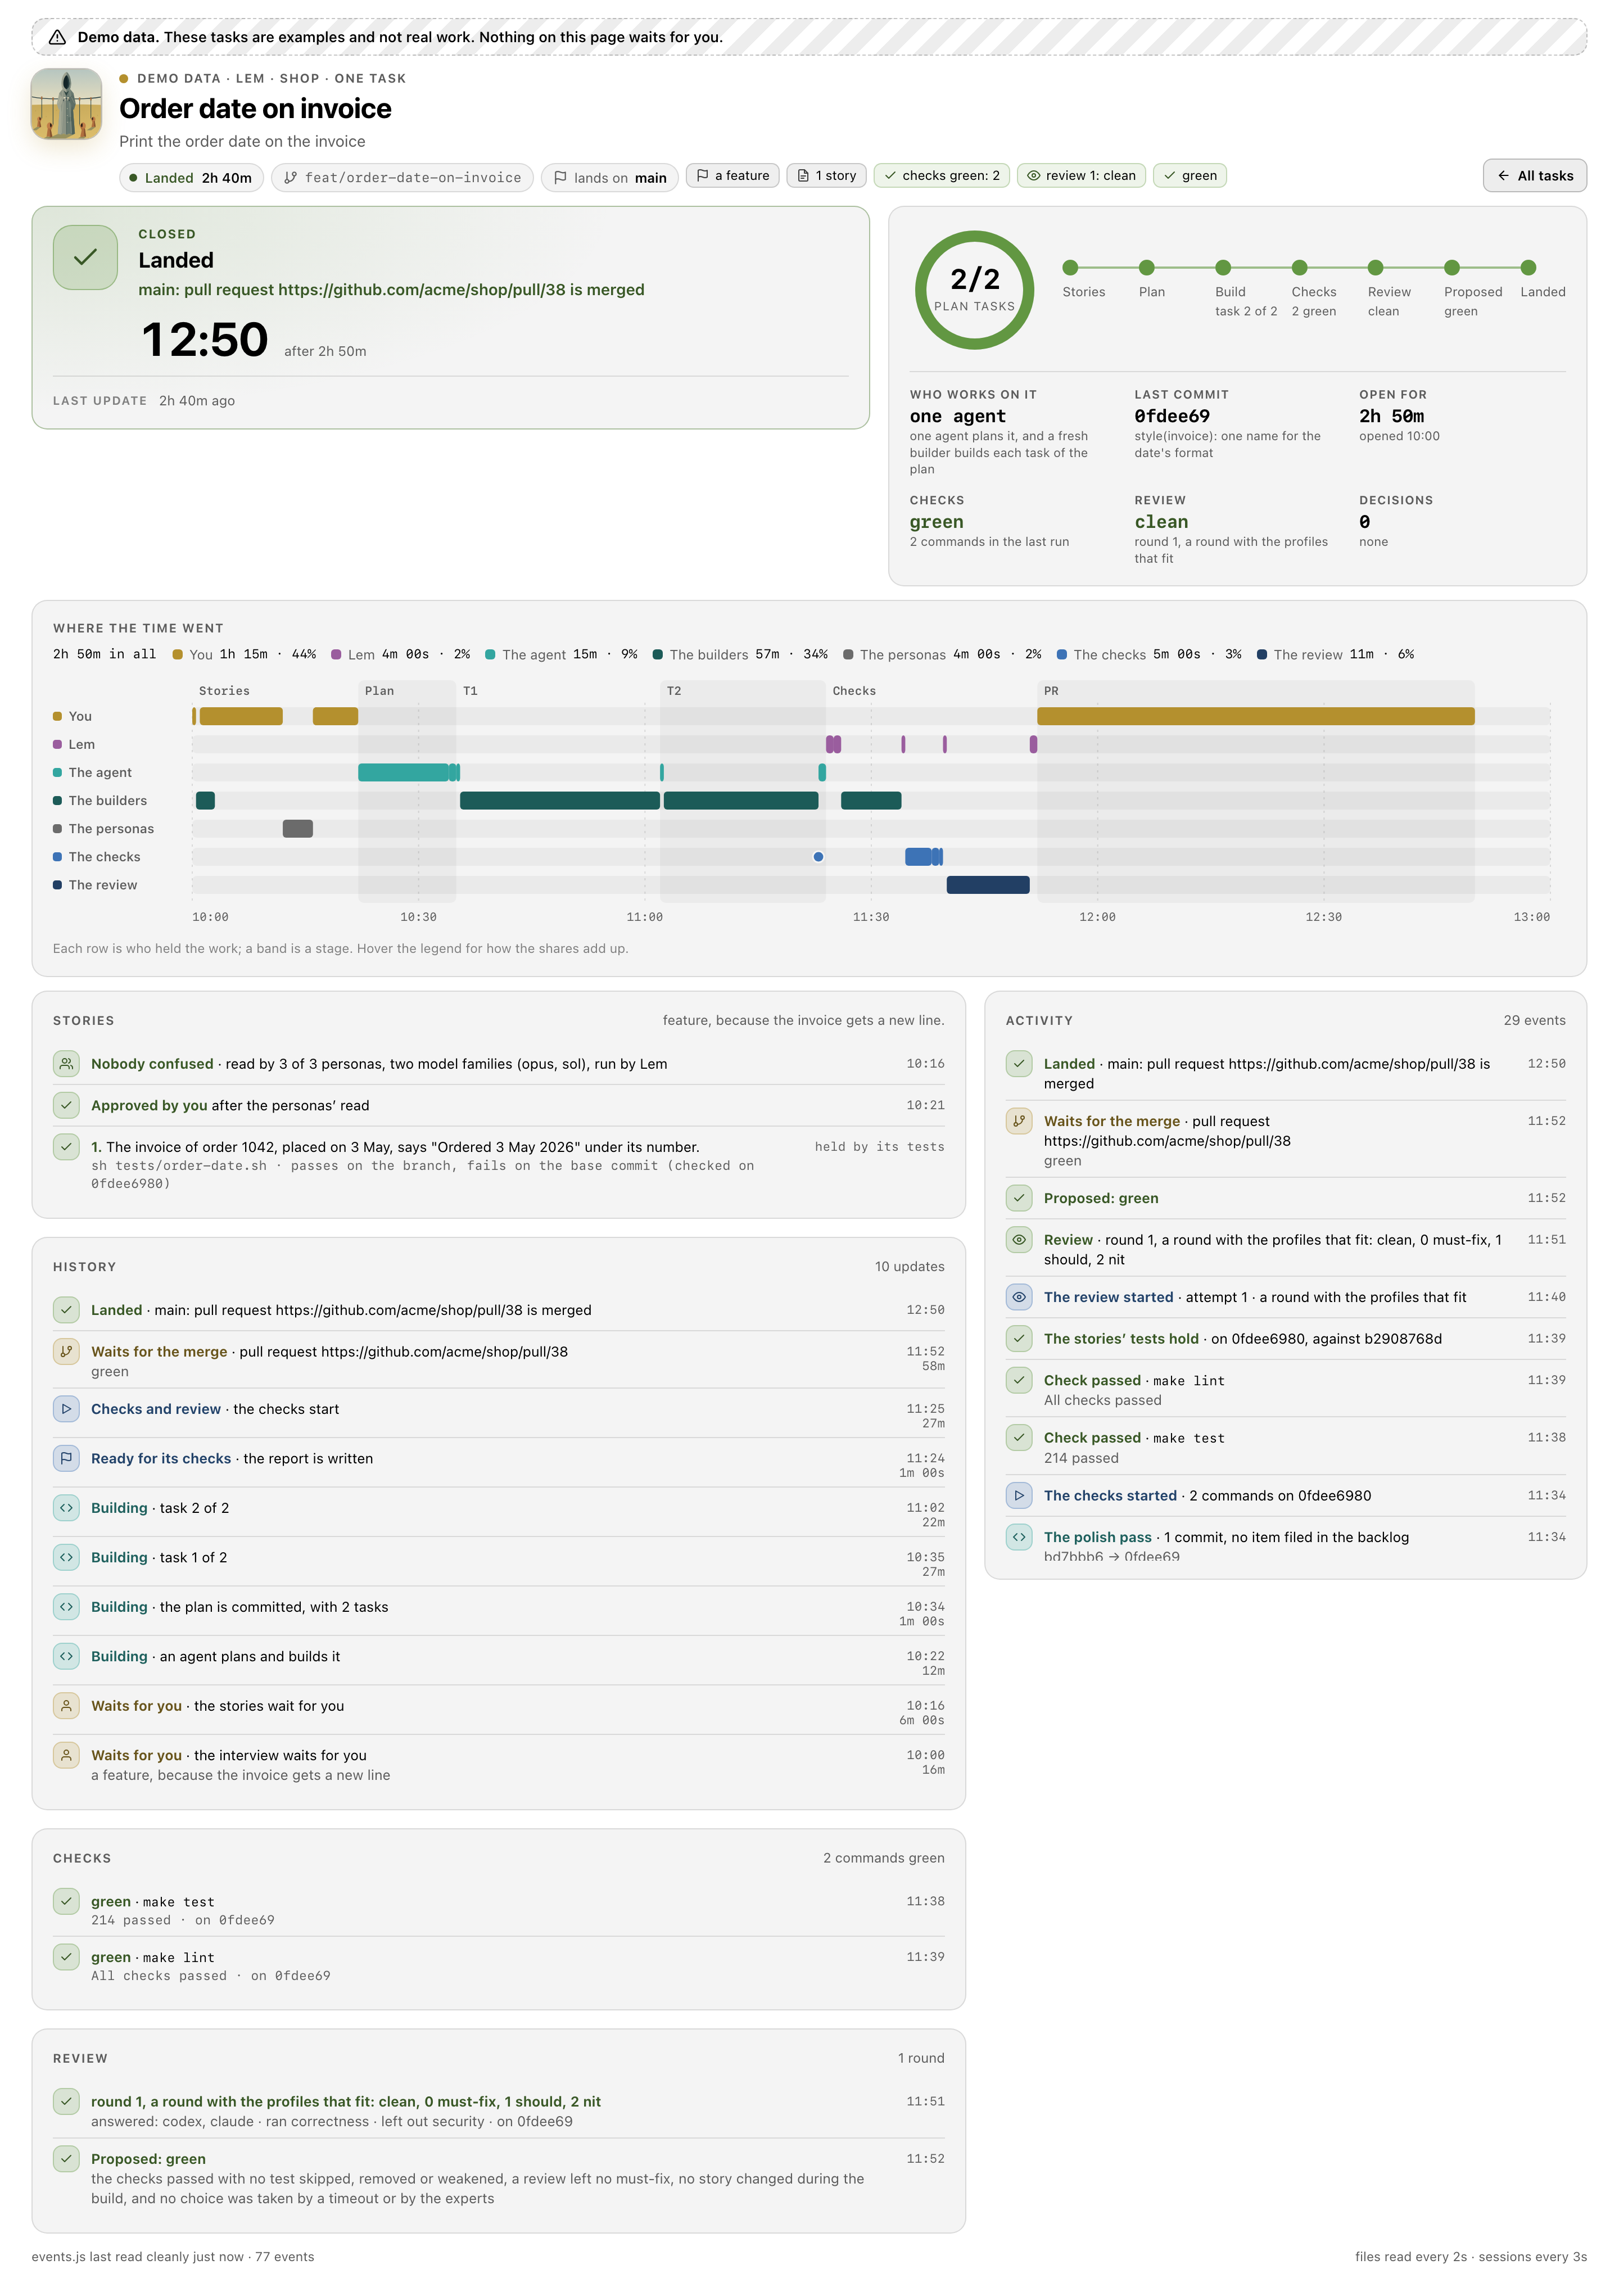 Demo data. These tasks are examples and not real work. Nothing on this page waits for you.
DEMO DATA · LEM · SHOP · ONE TASK
Order date on invoice
Print the order date on the invoice
Landed 2h 40m
feat/order-date-on-invoice
lands on main
a feature
1 story
checks green: 2
review 1: clean
green
All tasks
CLOSED
Landed
main: pull request https://github.com/acme/shop/pull/38 is merged
12:50 after 2h 50m
LAST UPDATE 2h 40m ago
2/2
PLAN TASKS
Stories Plan Build Checks Review Proposed Landed
task 2 of 2 2 green clean green
WHO WORKS ON IT
one agent
one agent plans it, and a fresh
builder builds each task of the
plan
LAST COMMIT
0fdee69
style(invoice): one name for the
date's format
OPEN FOR
2h 50m
opened 10:00
CHECKS
green
2 commands in the last run
REVIEW
clean
round 1, a round with the profiles
that fit
DECISIONS
0
none
WHERE THE TIME WENT
2h 50m in all You 1h 15m · 44% Lem 4m 00s · 2% The agent 15m · 9% The builders 57m · 34% The personas 4m 00s · 2% The checks 5m 00s · 3% The review 11m · 6%
Stories Plan T1 T2 Checks PR
You
Lem
The agent
The builders
The personas
The checks
The review
10:00 10:30 11:00 11:30 12:00 12:30 13:00
Each row is who held the work; a band is a stage. Hover the legend for how the shares add up.
STORIES feature, because the invoice gets a new line.
Nobody confused · read by 3 of 3 personas, two model families (opus, sol), run by Lem 10:16
Approved by you after the personas’ read 10:21
1. The invoice of order 1042, placed on 3 May, says "Ordered 3 May 2026" under its number. held by its tests
sh tests/order-date.sh · passes on the branch, fails on the base commit (checked on
0fdee6980)
HISTORY 10 updates
Landed · main: pull request https://github.com/acme/shop/pull/38 is merged 12:50
Waits for the merge · pull request https://github.com/acme/shop/pull/38 11:52
green 58m
Checks and review · the checks start 11:25
27m
Ready for its checks · the report is written 11:24
1m 00s
Building · task 2 of 2 11:02
22m
Building · task 1 of 2 10:35
27m
Building · the plan is committed, with 2 tasks 10:34
1m 00s
Building · an agent plans and builds it 10:22
12m
Waits for you · the stories wait for you 10:16
6m 00s
Waits for you · the interview waits for you 10:00
a feature, because the invoice gets a new line 16m
CHECKS 2 commands green
green · make test 11:38
214 passed · on 0fdee69
green · make lint 11:39
All checks passed · on 0fdee69
REVIEW 1 round
round 1, a round with the profiles that fit: clean, 0 must-fix, 1 should, 2 nit 11:51
answered: codex, claude · ran correctness · left out security · on 0fdee69
Proposed: green 11:52
the checks passed with no test skipped, removed or weakened, a review left no must-fix, no story changed during the
build, and no choice was taken by a timeout or by the experts
ACTIVITY 29 events
Landed · main: pull request https://github.com/acme/shop/pull/38 is 12:50
merged
Waits for the merge · pull request 11:52
https://github.com/acme/shop/pull/38
green
Proposed: green 11:52
Review · round 1, a round with the profiles that fit: clean, 0 must-fix, 1 11:51
should, 2 nit
The review started · attempt 1 · a round with the profiles that fit 11:40
The stories’ tests hold · on 0fdee6980, against b2908768d 11:39
Check passed · make lint 11:39
All checks passed
Check passed · make test 11:38
214 passed
The checks started · 2 commands on 0fdee6980 11:34
The polish pass · 1 commit, no item filed in the backlog 11:34
bd7bbb6 → 0fdee69
events.js last read cleanly just now · 77 events
files read every 2s · sessions every 3s